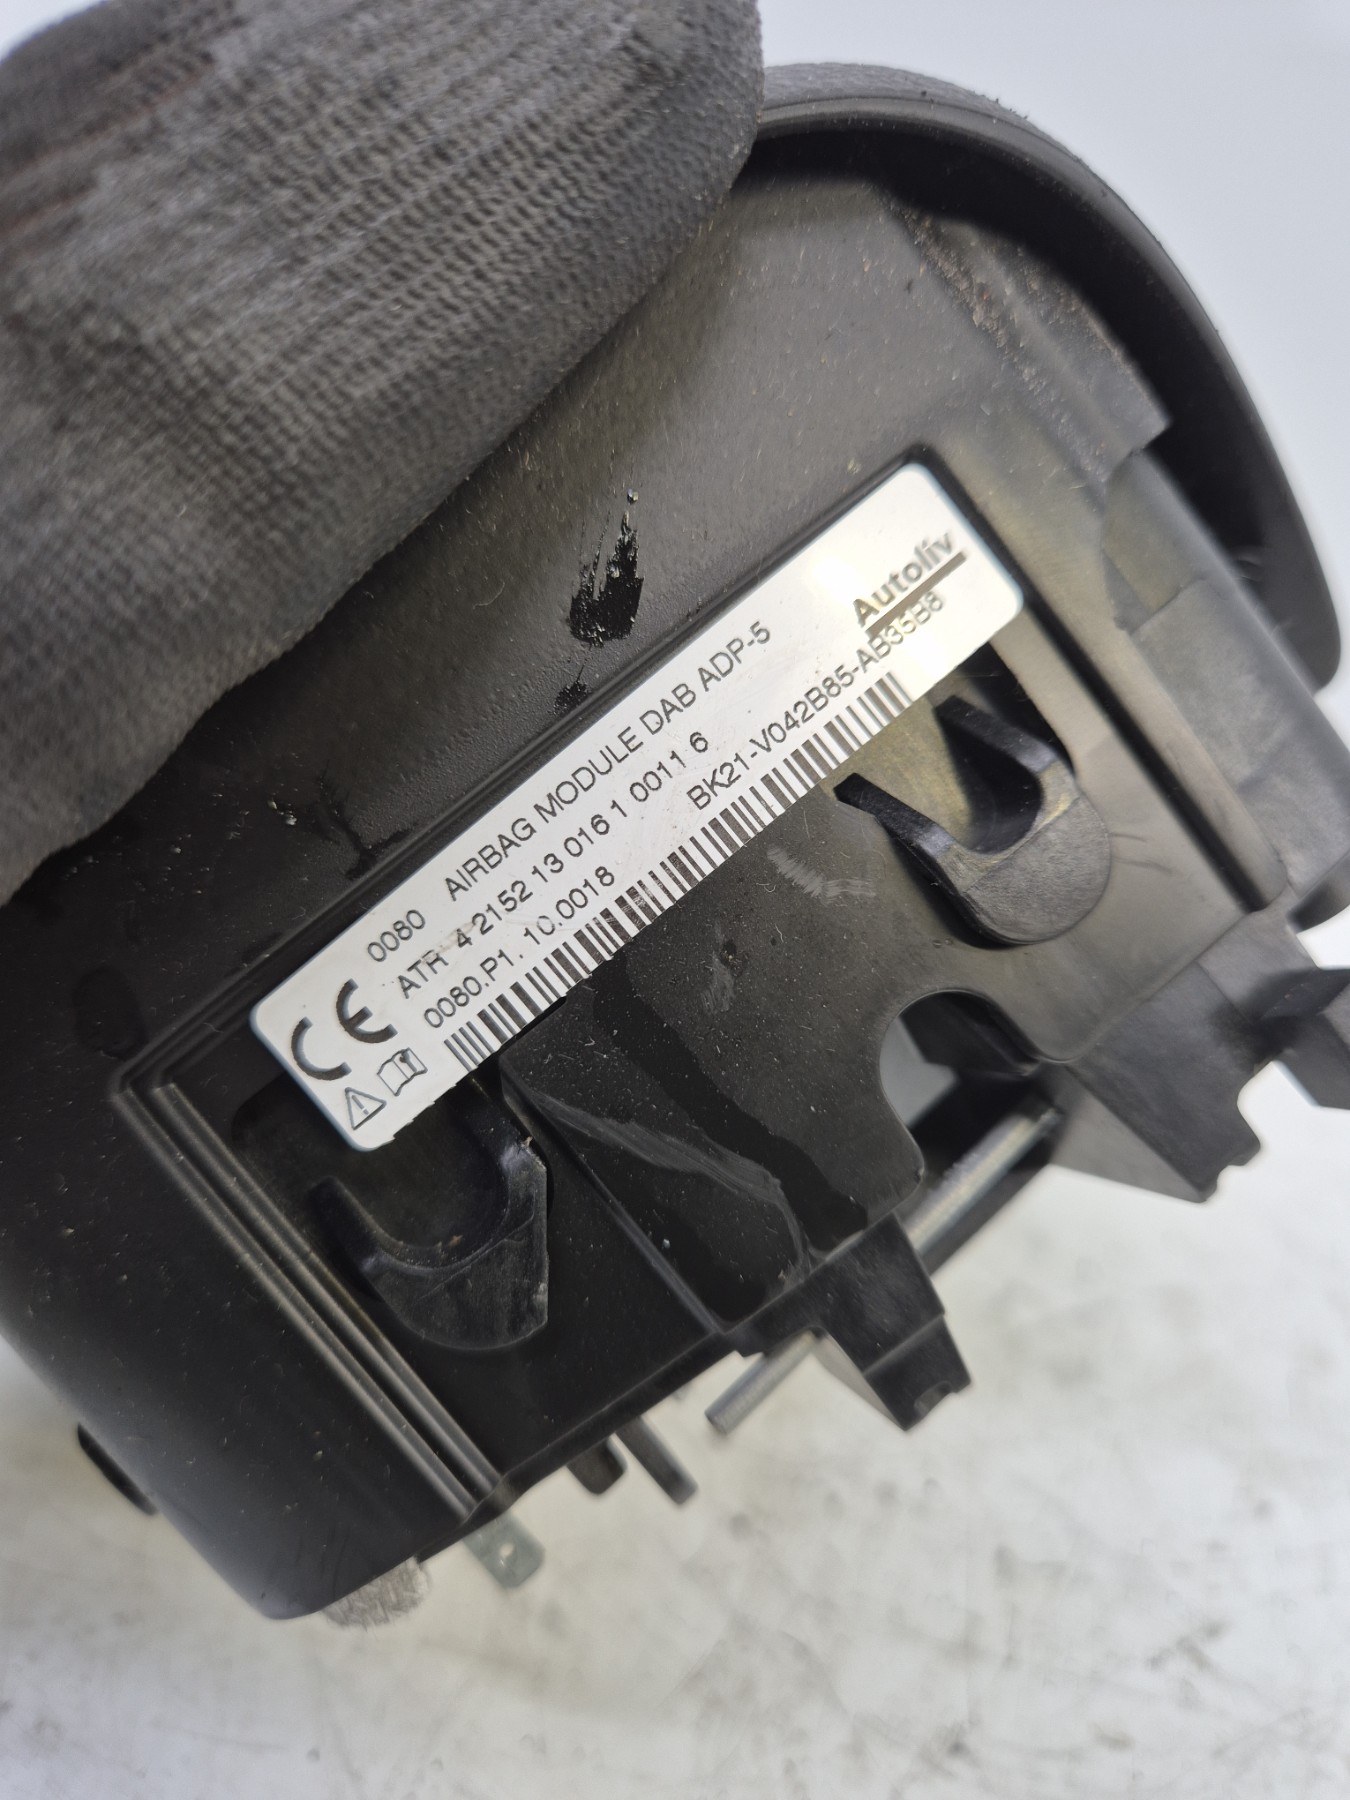 0080 AIRBAG MODULE DAB ADP-5
Autoliv
ATR 4 2152 13 016 1 0011 6
0080.P1. 10.0018
BK21-V042B85-AB35B8
CE